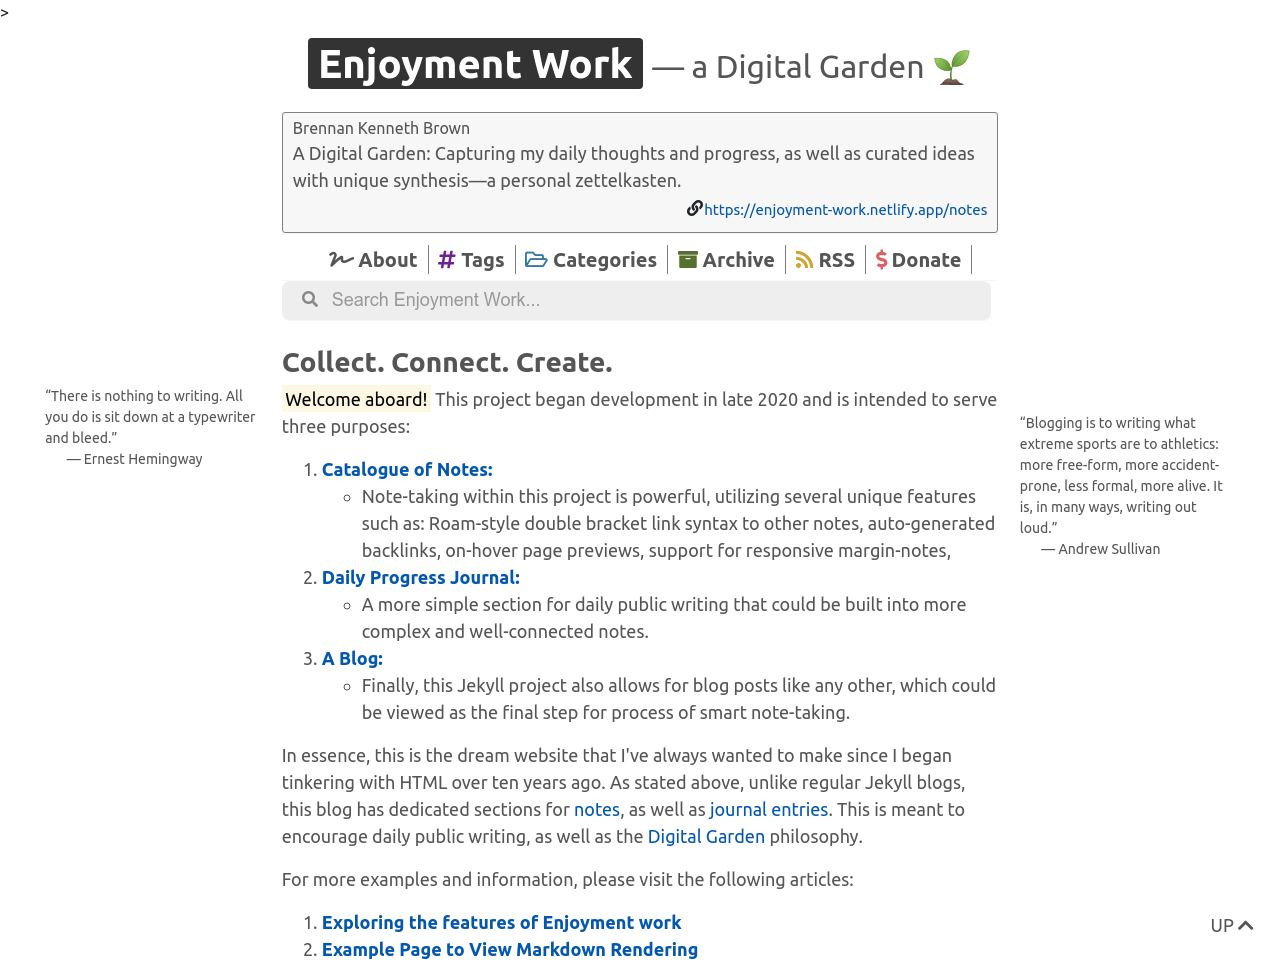 >
Enjoyment Work — a Digital Garden 🌱
Brennan Kenneth Brown
A Digital Garden: Capturing my daily thoughts and progress, as well as curated ideas
with unique synthesis—a personal zettelkasten.
https://enjoyment-work.netlify.app/notes
About
Tags
Categories
Archive
RSS
Donate
Search Enjoyment Work...
Collect. Connect. Create.
Welcome aboard! This project began development in late 2020 and is intended to serve
three purposes:
“There is nothing to writing. All
you do is sit down at a typewriter
and bleed.”
— Ernest Hemingway
“Blogging is to writing what
extreme sports are to athletics:
more free-form, more accident-
prone, less formal, more alive. It
is, in many ways, writing out
loud.”
— Andrew Sullivan
1. Catalogue of Notes:
Note-taking within this project is powerful, utilizing several unique features
such as: Roam-style double bracket link syntax to other notes, auto-generated
backlinks, on-hover page previews, support for responsive margin-notes,
2. Daily Progress Journal:
A more simple section for daily public writing that could be built into more
complex and well-connected notes.
3. A Blog:
Finally, this Jekyll project also allows for blog posts like any other, which could
be viewed as the final step for process of smart note-taking.
In essence, this is the dream website that I've always wanted to make since I began
tinkering with HTML over ten years ago. As stated above, unlike regular Jekyll blogs,
this blog has dedicated sections for notes, as well as journal entries. This is meant to
encourage daily public writing, as well as the Digital Garden philosophy.
For more examples and information, please visit the following articles:
1. Exploring the features of Enjoyment work
2. Example Page to View Markdown Rendering
UP